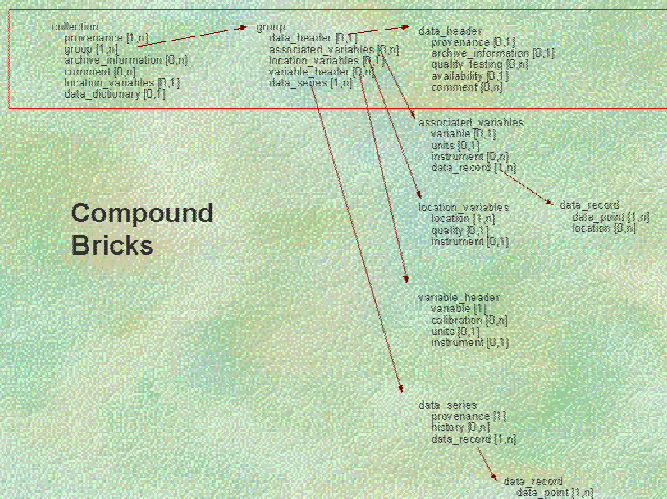 collection
provenance [1,n]
group [1,n]
archive_information [0,n]
comment [0,n]
location_variables [0,1]
data_dictionary [0,1]
group
data_header [0,1]
associated_variables [0,n]
location_variables [0,1]
variable_header [0,n]
data_series [1,n]
data_header
provenance [0,1]
archive_information [0,1]
quality_testing [0,n]
availability [0,1]
comment [0,n]
associated_variables
variable [0,1]
units [0,1]
instrument [0,n]
data_record [1,n]
data_record
data_point [1,n]
location [0,n]
location_variables
location [1,n]
quality [0,1]
instrument [0,1]
Compound
Bricks
variable_header
variable [1]
calibration [0,n]
units [0,1]
instrument [0,1]
data_series
provenance [1]
history [0,n]
data_record [1,n]
data_record
data_point [1,n]